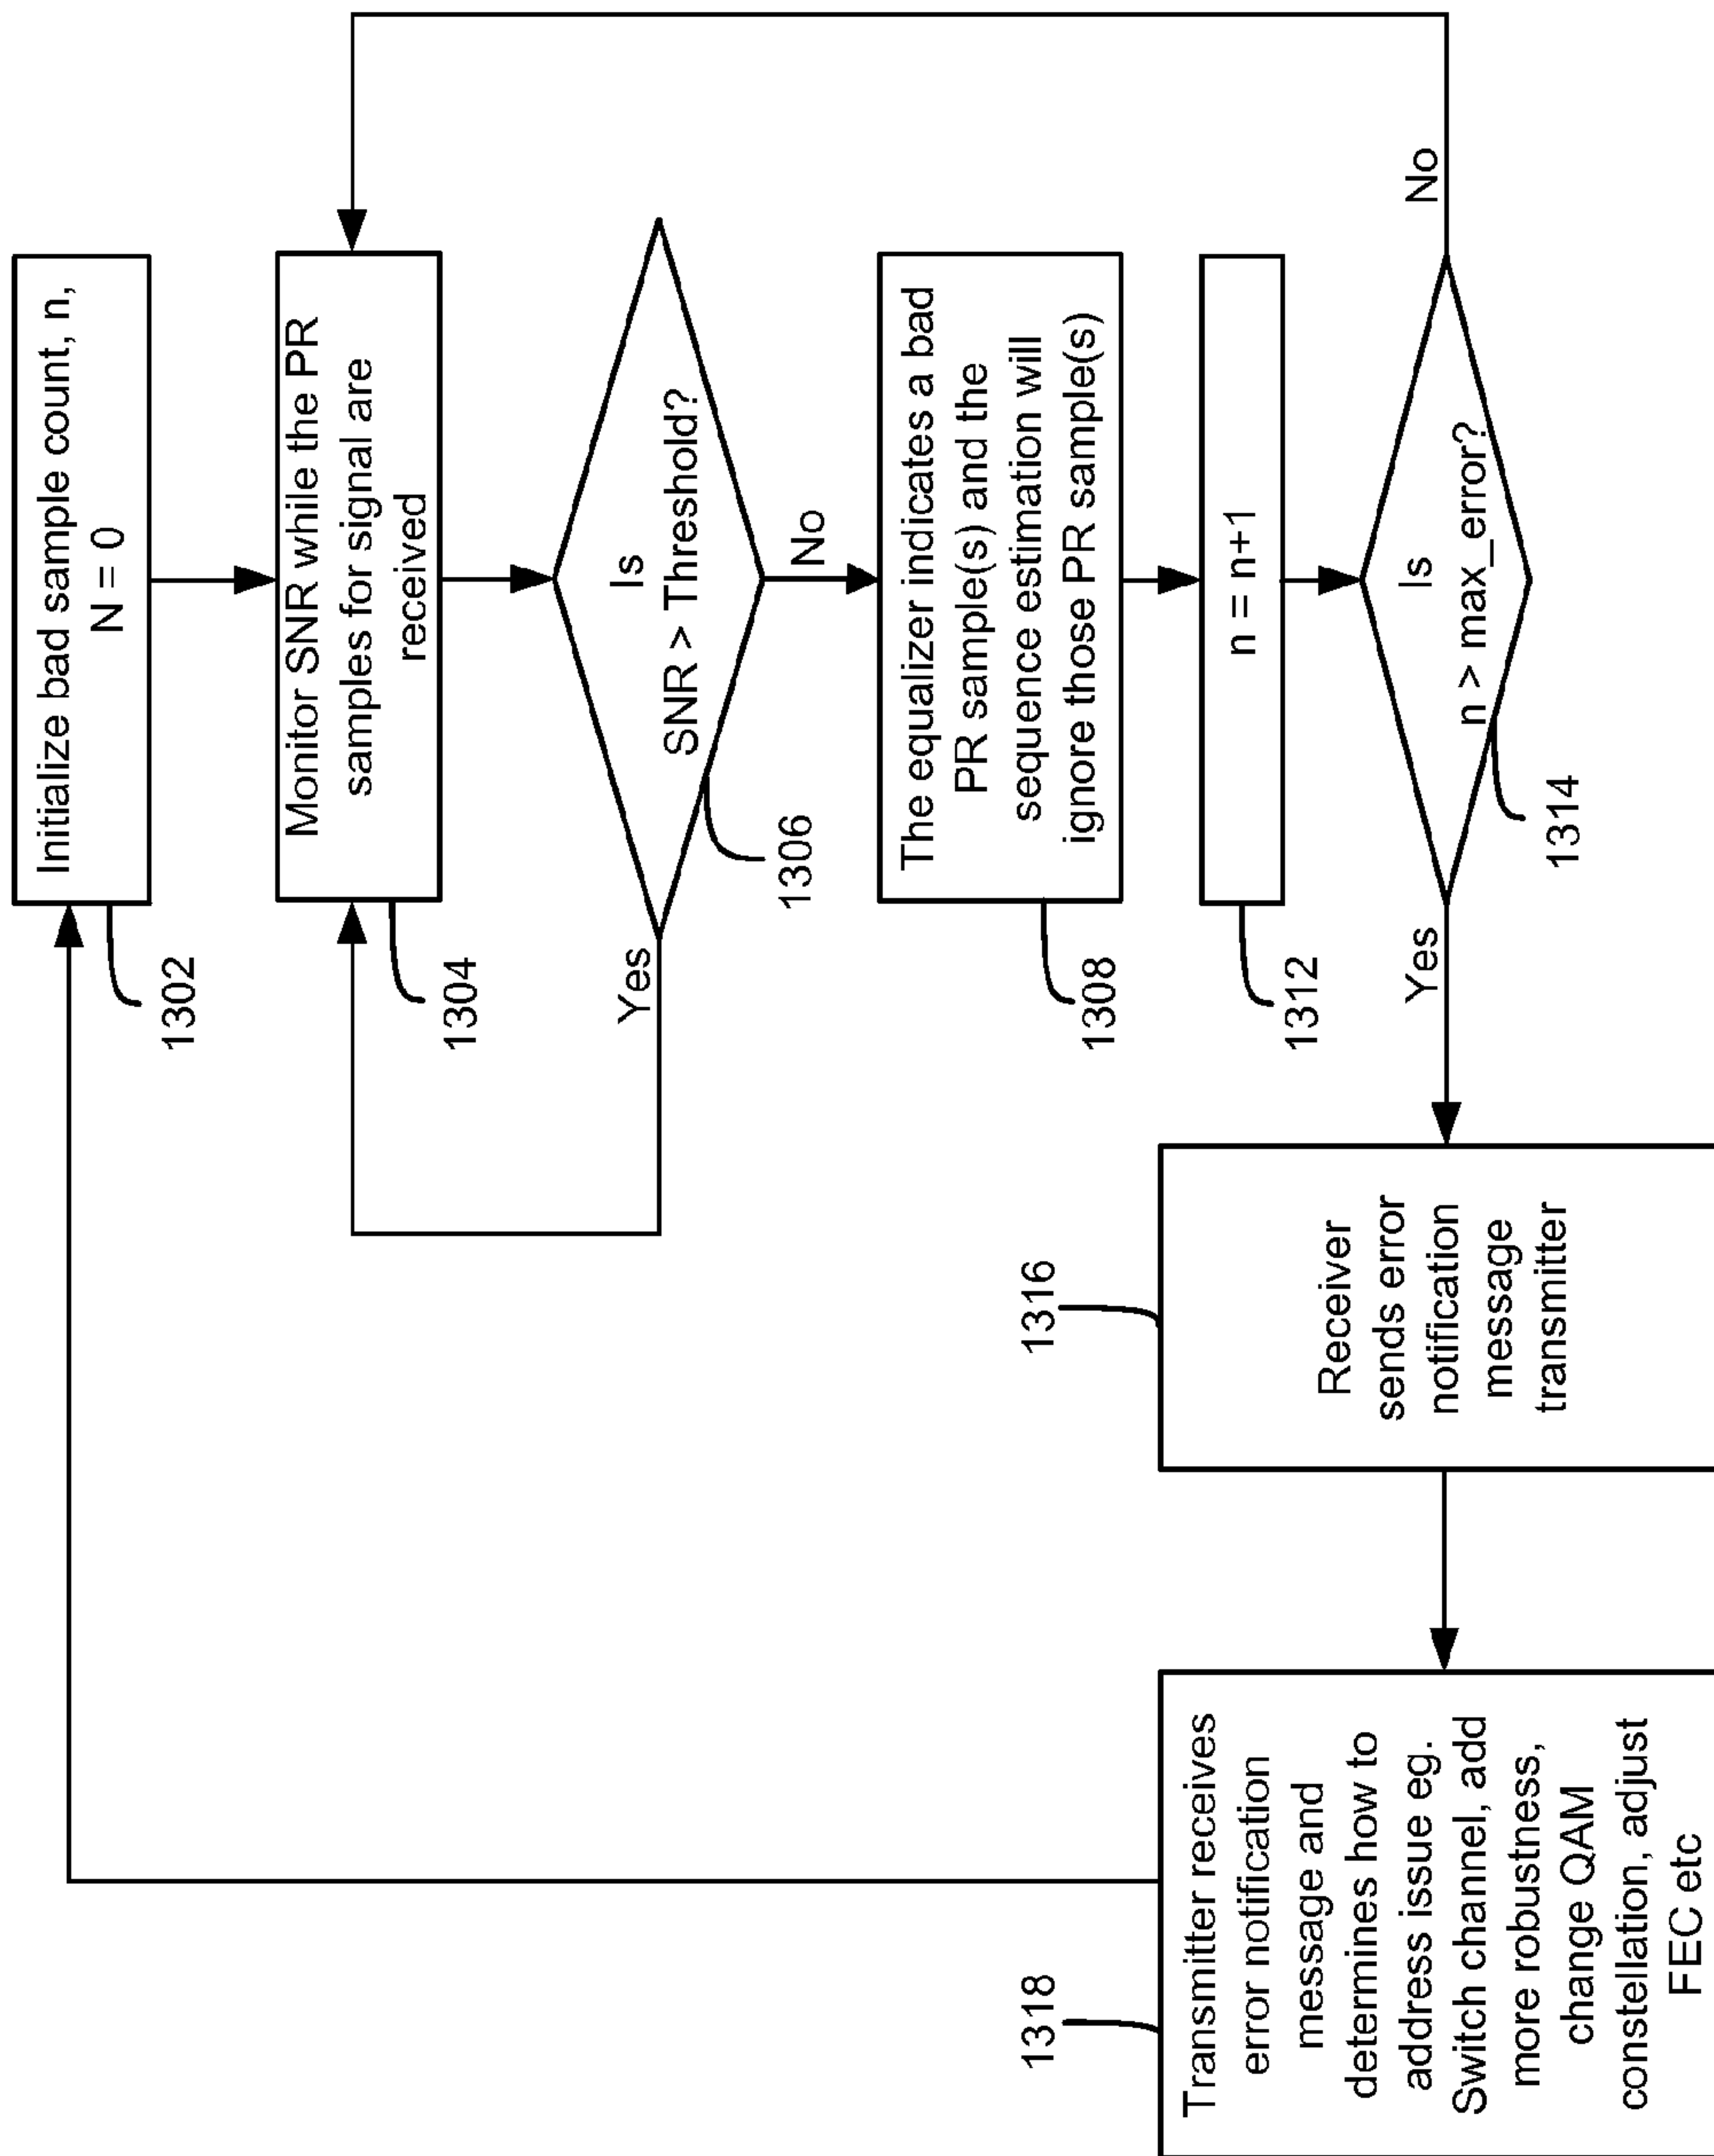 Initialize bad sample count, n,
N = 0
1302
Monitor SNR while the PR
samples for signal are
received
1304
Is
SNR > Threshold?
1306
Yes
No
The equalizer indicates a bad
PR sample(s) and the
sequence estimation will
ignore those PR sample(s)
1308
n = n+1
1312
Is
n > max_error?
1314
Yes
No
Receiver
sends error
notification
message
transmitter
1316
Transmitter receives
error notification
message and
determines how to
address issue eg.
Switch channel, add
more robustness,
change QAM
constellation, adjust
FEC etc
1318